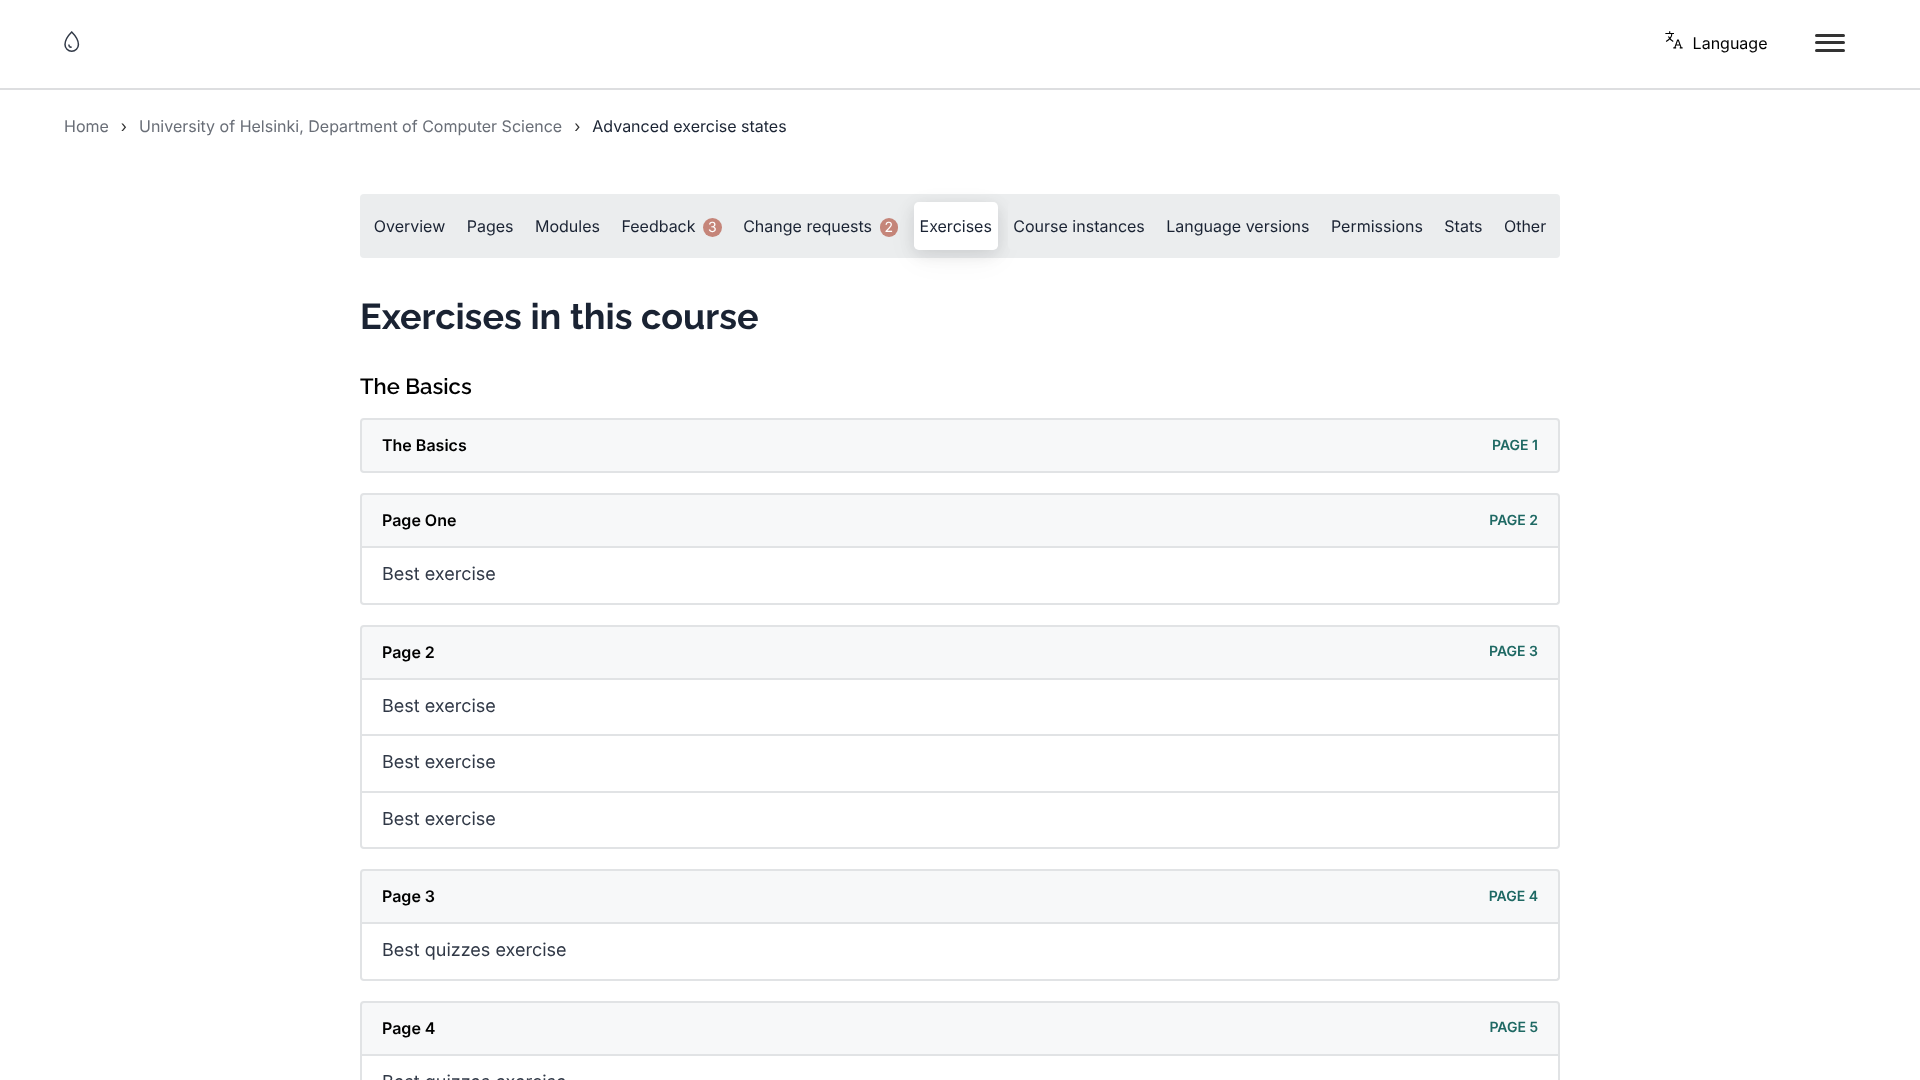 Language
Home › University of Helsinki, Department of Computer Science › Advanced exercise states
Overview Pages Modules Feedback 3 Change requests 2 Exercises Course instances Language versions Permissions Stats Other
Exercises in this course
The Basics
The Basics PAGE 1
Page One PAGE 2
Best exercise
Page 2 PAGE 3
Best exercise
Best exercise
Best exercise
Page 3 PAGE 4
Best quizzes exercise
Page 4 PAGE 5
Best quizzes exercise